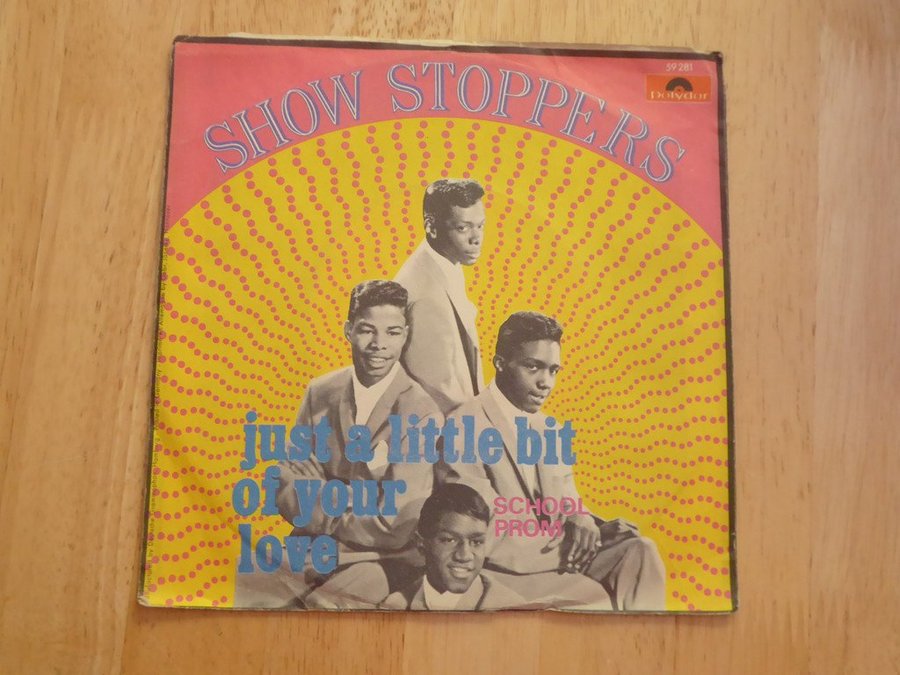 59 281
Polydor
SHOW STOPPERS
just a little bit
of your
love
SCHOOL
PROM